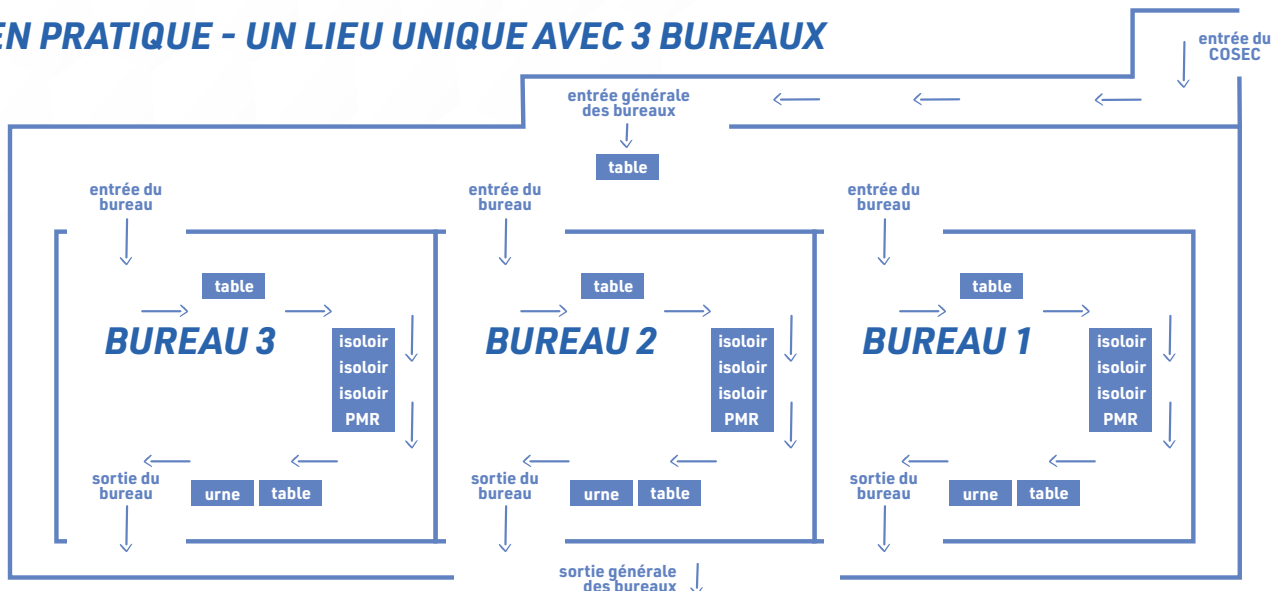 EN PRATIQUE - UN LIEU UNIQUE AVEC 3 BUREAUX
entrée du
COSEC
entrée générale
des bureaux
table
entrée du
bureau
table
BUREAU 3
isoloir
isoloir
isoloir
PMR
sortie du
bureau
urne
table
entrée du
bureau
table
BUREAU 2
isoloir
isoloir
isoloir
PMR
sortie du
bureau
urne
table
entrée du
bureau
table
BUREAU 1
isoloir
isoloir
isoloir
PMR
sortie du
bureau
urne
table
sortie générale
des bureaux